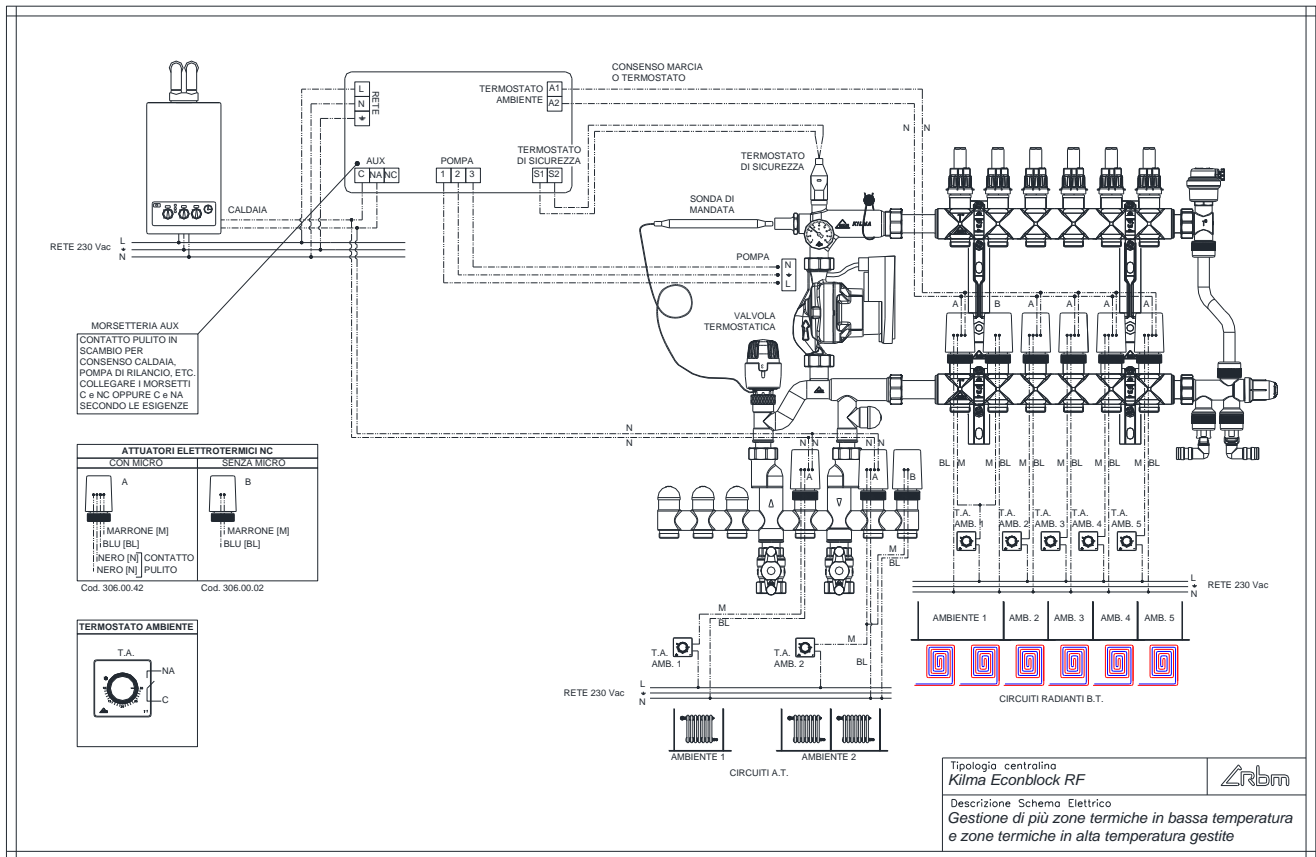 CONSENSO MARCIA
O TERMOSTATO
L
N
RETE
TERMOSTATO
AMBIENTE
A1
A2
AUX
C NA NC
POMPA
1 2 3
TERMOSTATO
DI SICUREZZA
S1 S2
N N
TERMOSTATO
DI SICUREZZA
CALDAIA
RETE 230 Vac
L
N
SONDA DI
MANDATA
KILMA
POMPA
N
L
VALVOLA
TERMOSTATICA
A B A A A A
MORSETTERIA AUX
CONTATTO PULITO IN
SCAMBIO PER
CONSENSO CALDAIA,
POMPA DI RILANCIO, ETC.
COLLEGARE I MORSETTI
C e NC OPPURE C e NA
SECONDO LE ESIGENZE
N
N
N N N N
A A B
BL M M BL M BL M BL M BL M BL
ATTUATORI ELETTROTERMICI NC
CON MICRO SENZA MICRO
A B
MARRONE [M]
BLU [BL]
NERO [N] CONTATTO
NERO [N] PULITO
MARRONE [M]
BLU [BL]
Cod. 306.00.42 Cod. 306.00.02
T.A. T.A. T.A. T.A. T.A.
AMB. 1 AMB. 2 AMB. 3 AMB. 4 AMB. 5
M
BL
L
N
RETE 230 Vac
AMBIENTE 1 AMB. 2 AMB. 3 AMB. 4 AMB. 5
CIRCUITI RADIANTI B.T.
TERMOSTATO AMBIENTE
T.A.
NA
C
M
BL
T.A.
AMB. 1
T.A.
AMB. 2
M
BL
RETE 230 Vac
L
N
AMBIENTE 1 AMBIENTE 2
CIRCUITI A.T.
Tipologia centralina
Kilma Econblock RF
rbm
Descrizione Schema Elettrico
Gestione di più zone termiche in bassa temperatura
e zone termiche in alta temperatura gestite